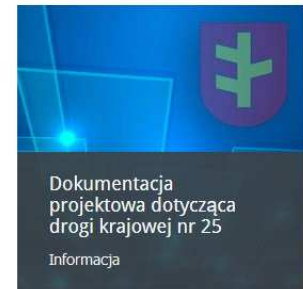 Dokumentacja
projektowa dotycząca
drogi krajowej nr 25
Informacja